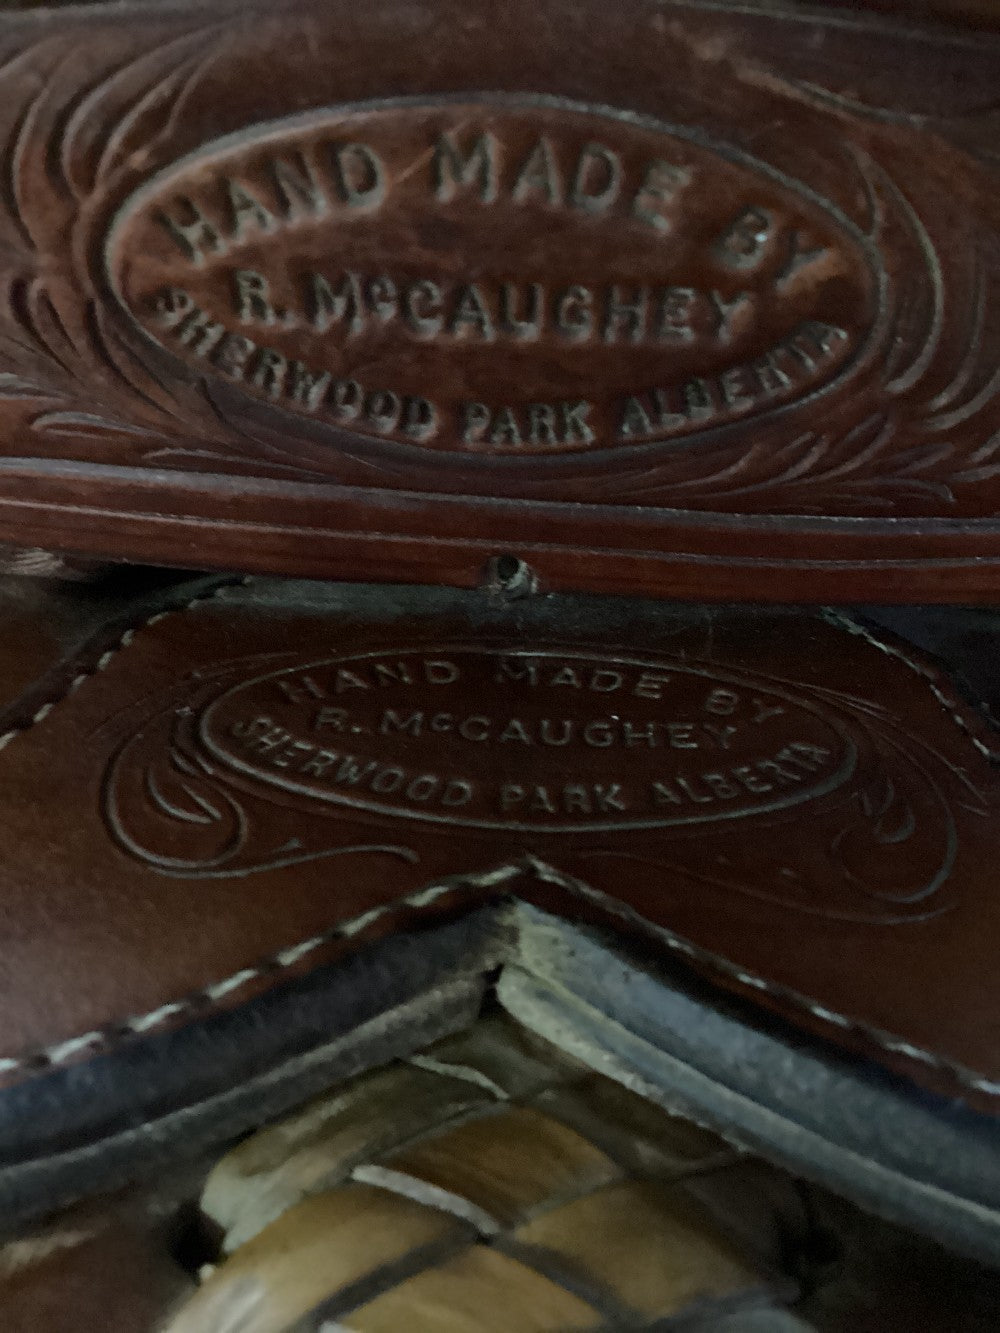 HAND MADE BY
R. McCAUGHEY
SHERWOOD PARK ALBERTA
HAND MADE BY
R. McCAUGHEY
SHERWOOD PARK ALBERTA